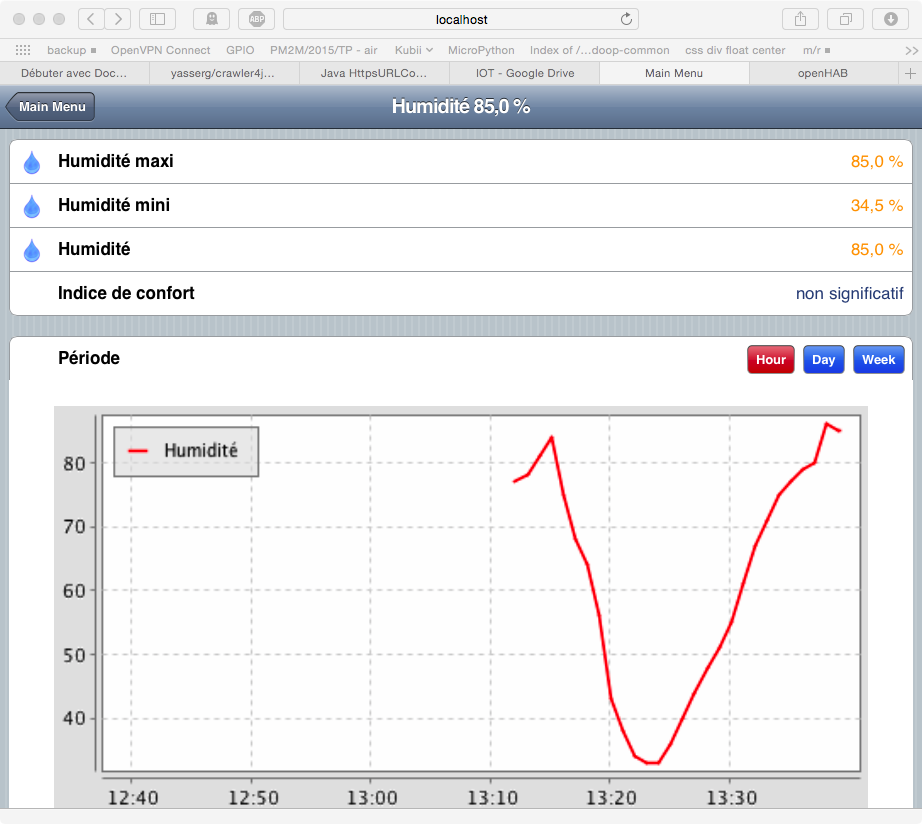 localhost
ABP
backup OpenVPN Connect GPIO PM2M/2015/TP - air Kubii MicroPython Index of /...doop-common css div float center m/r >>
Débuter avec Doc... yasserg/crawler4j... Java HttpsURLCo... IOT - Google Drive Main Menu openHAB +
Main Menu Humidité 85,0 %
Humidité maxi 85,0 %
Humidité mini 34,5 %
Humidité 85,0 %
Indice de confort non significatif
Période Hour Day Week
Humidité
80
70
60
50
40
12:40 12:50 13:00 13:10 13:20 13:30